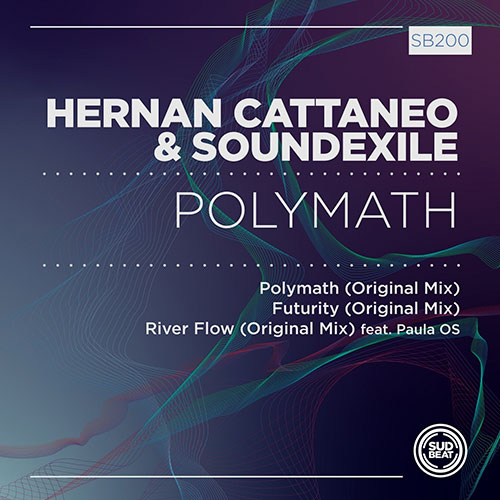 SB200
HERNAN CATTANEO
& SOUNDEXILE
POLYMATH
Polymath (Original Mix)
Futurity (Original Mix)
River Flow (Original Mix) feat. Paula OS
SUD
BEAT